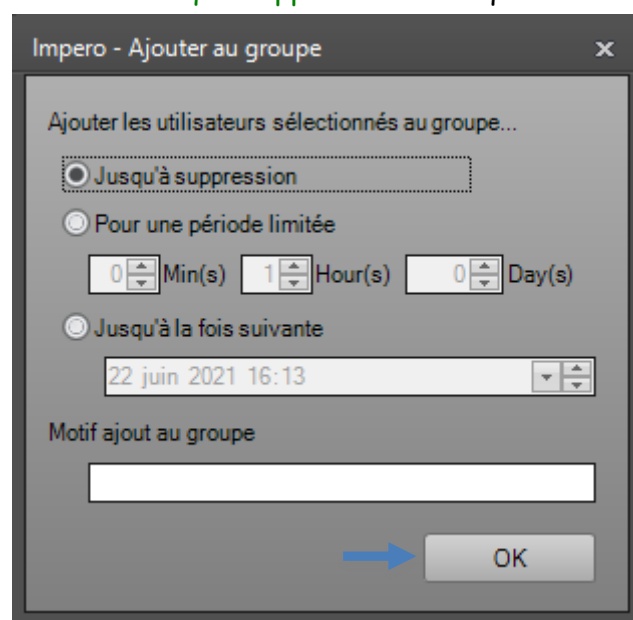 Impero - Ajouter au groupe x
Ajouter les utilisateurs sélectionnés au groupe...
Jusqu'à suppression
Pour une période limitée
0 Min(s) 1 Hour(s) 0 Day(s)
Jusqu'à la fois suivante
22 juin 2021 16:13
Motif ajout au groupe
OK